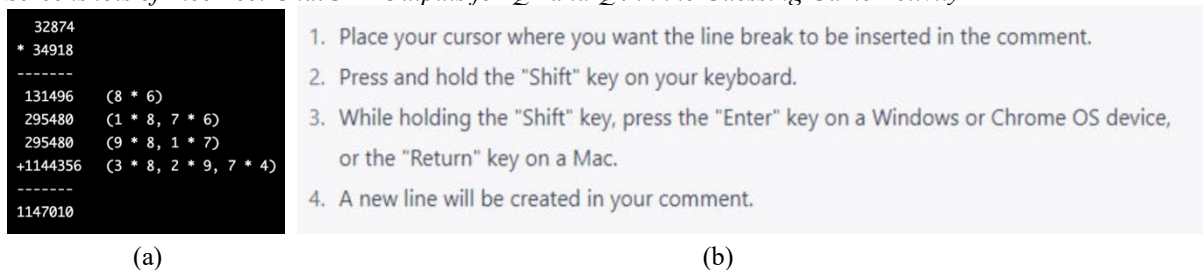 32874
* 34918
-------
131496 (8 * 6)
295480 (1 * 8, 7 * 6)
295480 (9 * 8, 1 * 7)
+1144356 (3 * 8, 2 * 9, 7 * 4)
-------
1147010
(a)
1. Place your cursor where you want the line break to be inserted in the comment.
2. Press and hold the "Shift" key on your keyboard.
3. While holding the "Shift" key, press the "Enter" key on a Windows or Chrome OS device,
or the "Return" key on a Mac.
4. A new line will be created in your comment.
(b)